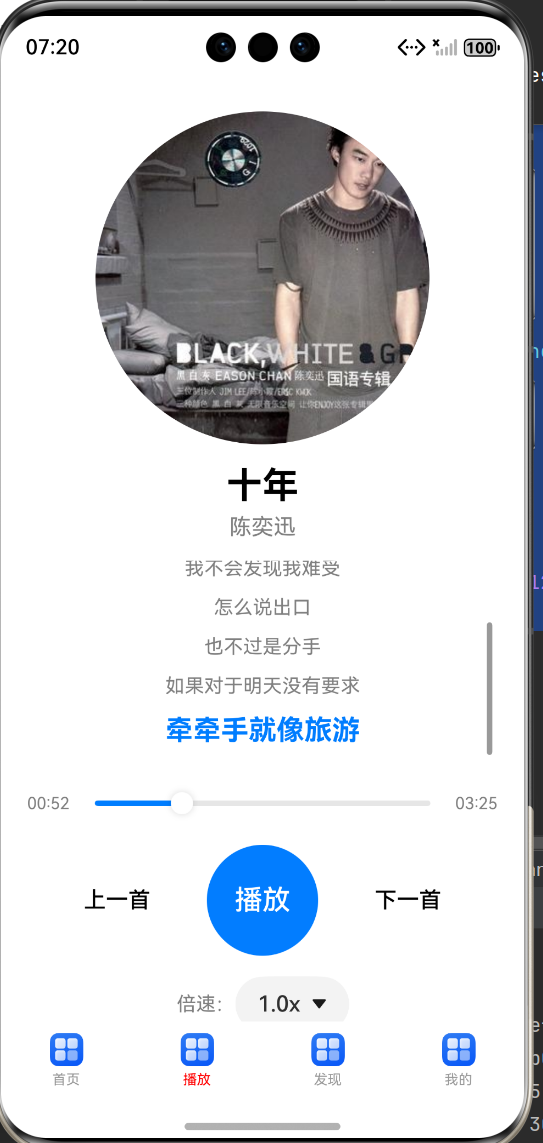 07:20
100
BLACK,WHITE & GR
黑 白 灰 EASON CHAN 陈奕迅 国语专辑
十年
陈奕迅
我不会发现我难受
怎么说出口
也不过是分手
如果对于明天没有要求
牵牵手就像旅游
00:52
03:25
上一首
播放
下一首
倍速：
1.0x
首页
播放
发现
我的